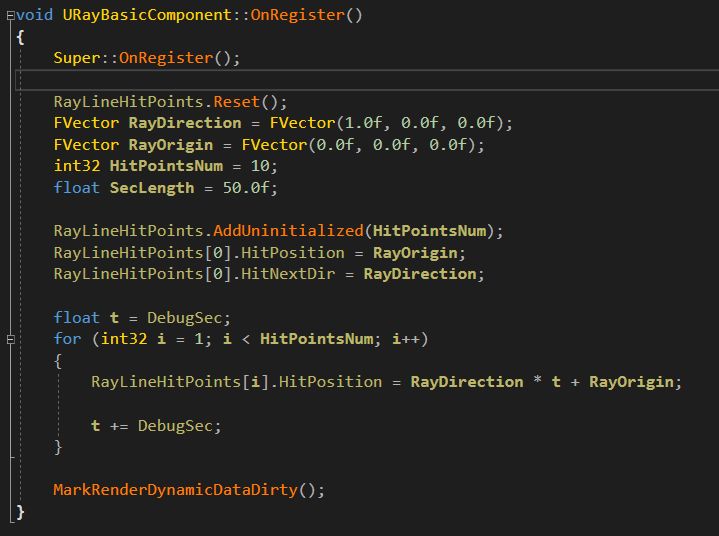 void URayBasicComponent::OnRegister()
{
    Super::OnRegister();

    RayLineHitPoints.Reset();
    FVector RayDirection = FVector(1.0f, 0.0f, 0.0f);
    FVector RayOrigin = FVector(0.0f, 0.0f, 0.0f);
    int32 HitPointsNum = 10;
    float SecLength = 50.0f;

    RayLineHitPoints.AddUninitialized(HitPointsNum);
    RayLineHitPoints[0].HitPosition = RayOrigin;
    RayLineHitPoints[0].HitNextDir = RayDirection;

    float t = DebugSec;
    for (int32 i = 1; i < HitPointsNum; i++)
    {
        RayLineHitPoints[i].HitPosition = RayDirection * t + RayOrigin;

        t += DebugSec;
    }

    MarkRenderDynamicDataDirty();
}